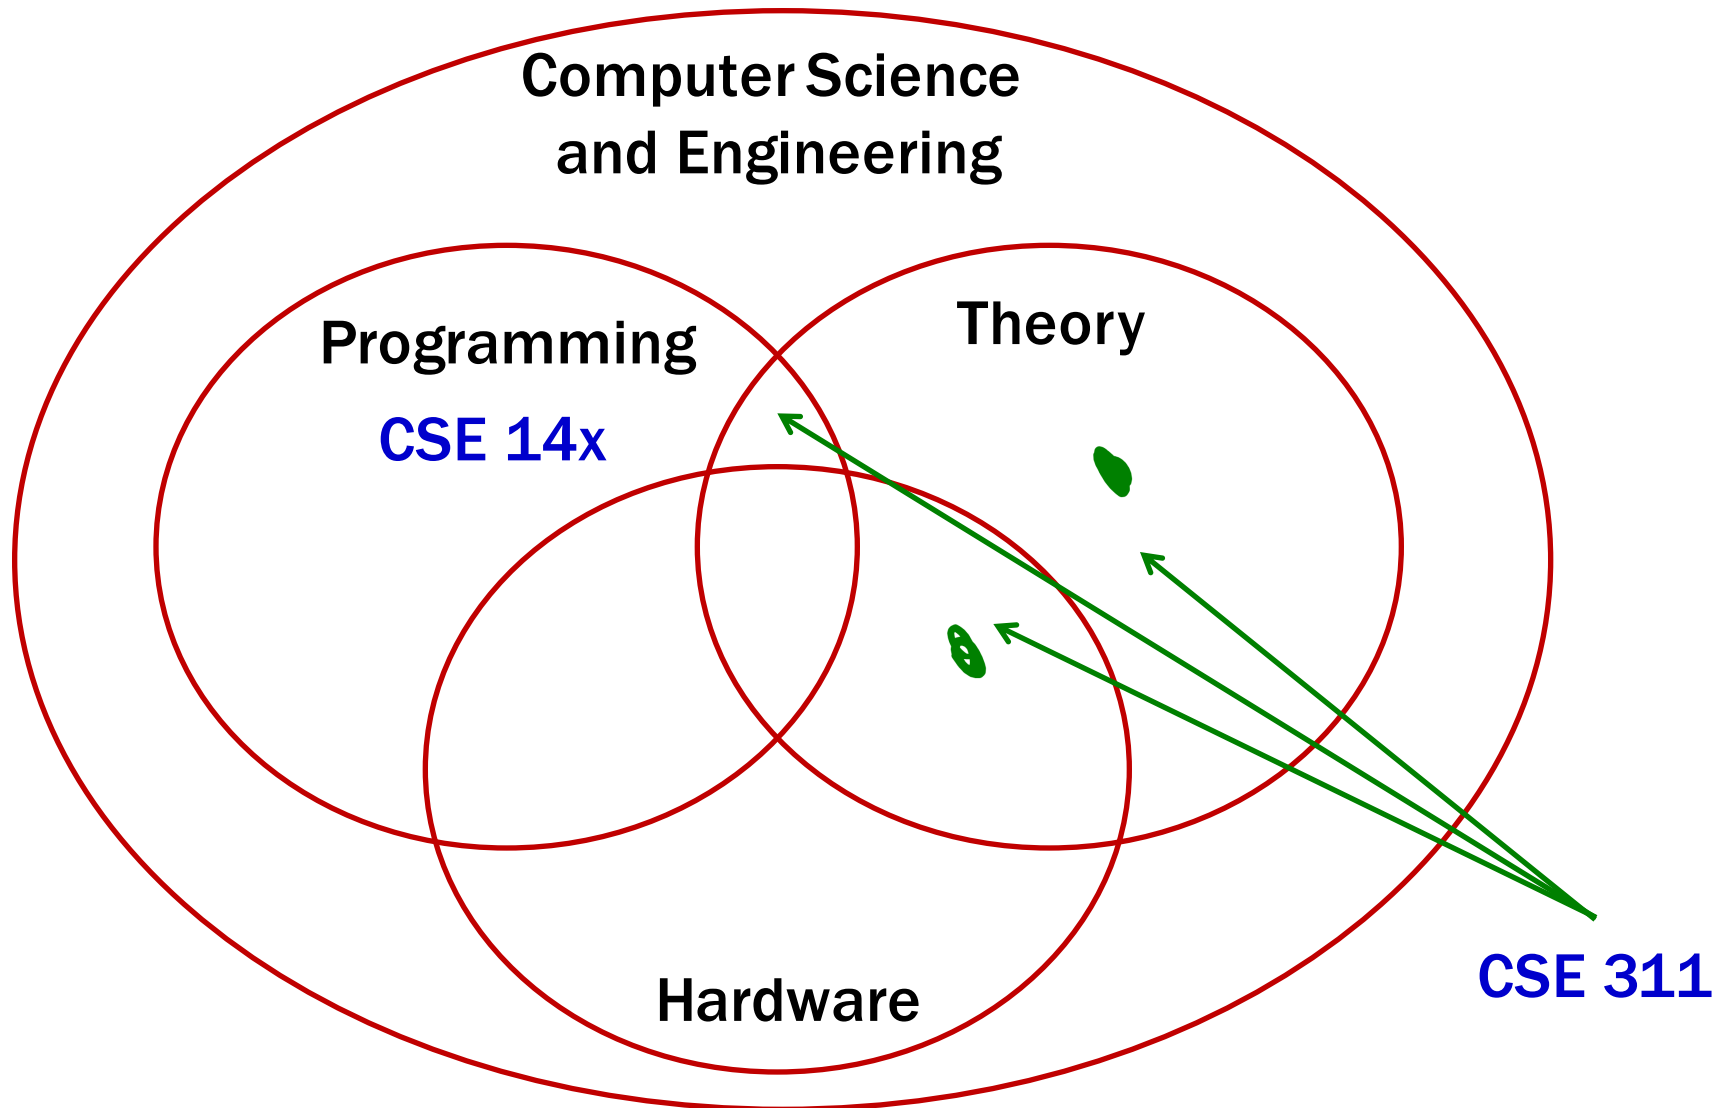 Computer Science
and Engineering
Programming
Theory
CSE 14x
Hardware
CSE 311